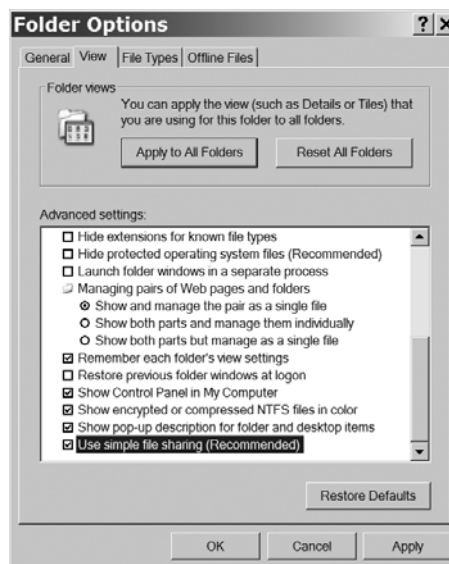 Folder Options
General View File Types Offline Files
Folder views
You can apply the view (such as Details or Tiles) that
you are using for this folder to all folders.
Apply to All Folders Reset All Folders
Advanced settings:
Hide extensions for known file types
Hide protected operating system files (Recommended)
Launch folder windows in a separate process
Managing pairs of Web pages and folders
Show and manage the pair as a single file
Show both parts and manage them individually
Show both parts but manage as a single file
Remember each folder's view settings
Restore previous folder windows at logon
Show Control Panel in My Computer
Show encrypted or compressed NTFS files in color
Show pop-up description for folder and desktop items
Use simple file sharing (Recommended)
Restore Defaults
OK Cancel Apply